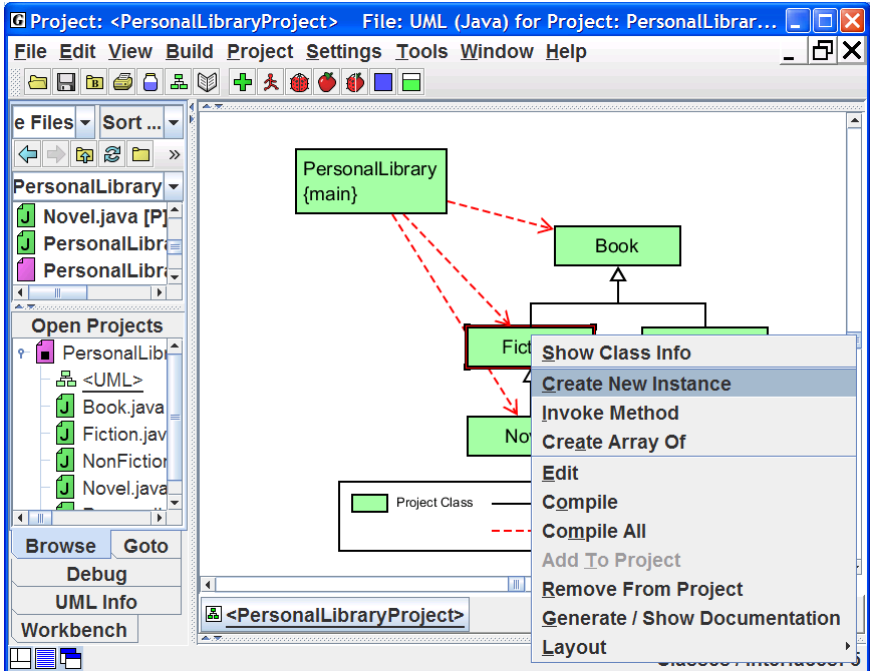 Project: <PersonalLibraryProject> File: UML (Java) for Project: PersonalLibrar...
File Edit View Build Project Settings Tools Window Help
e Files Sort ...
PersonalLibrary
Novel.java [P]
PersonalLibra
PersonalLibra
Open Projects
PersonalLibr
<UML>
Book.java
Fiction.jav
NonFiction
Novel.java
Browse Goto
Debug
UML Info
Workbench
PersonalLibrary
{main}
Book
Fict
Nov
Project Class
Show Class Info
Create New Instance
Invoke Method
Create Array Of
Edit
Compile
Compile All
Add To Project
Remove From Project
Generate / Show Documentation
Layout
<PersonalLibraryProject>